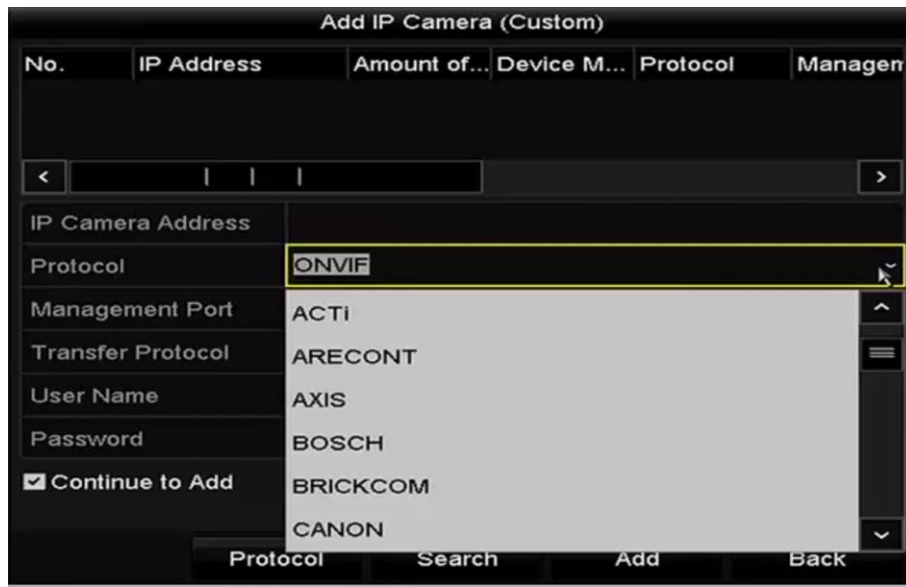 Add IP Camera (Custom)
No. IP Address Amount of... Device M... Protocol Managem
IP Camera Address
Protocol ONVIF
Management Port ACTi
Transfer Protocol ARECONT
User Name AXIS
Password BOSCH
Continue to Add BRICKCOM
CANON
Protocol Search Add Back